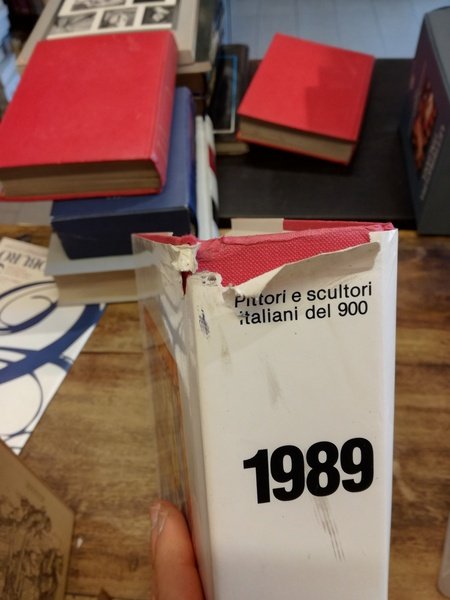 Pittori e scultori
italiani del 900
1989